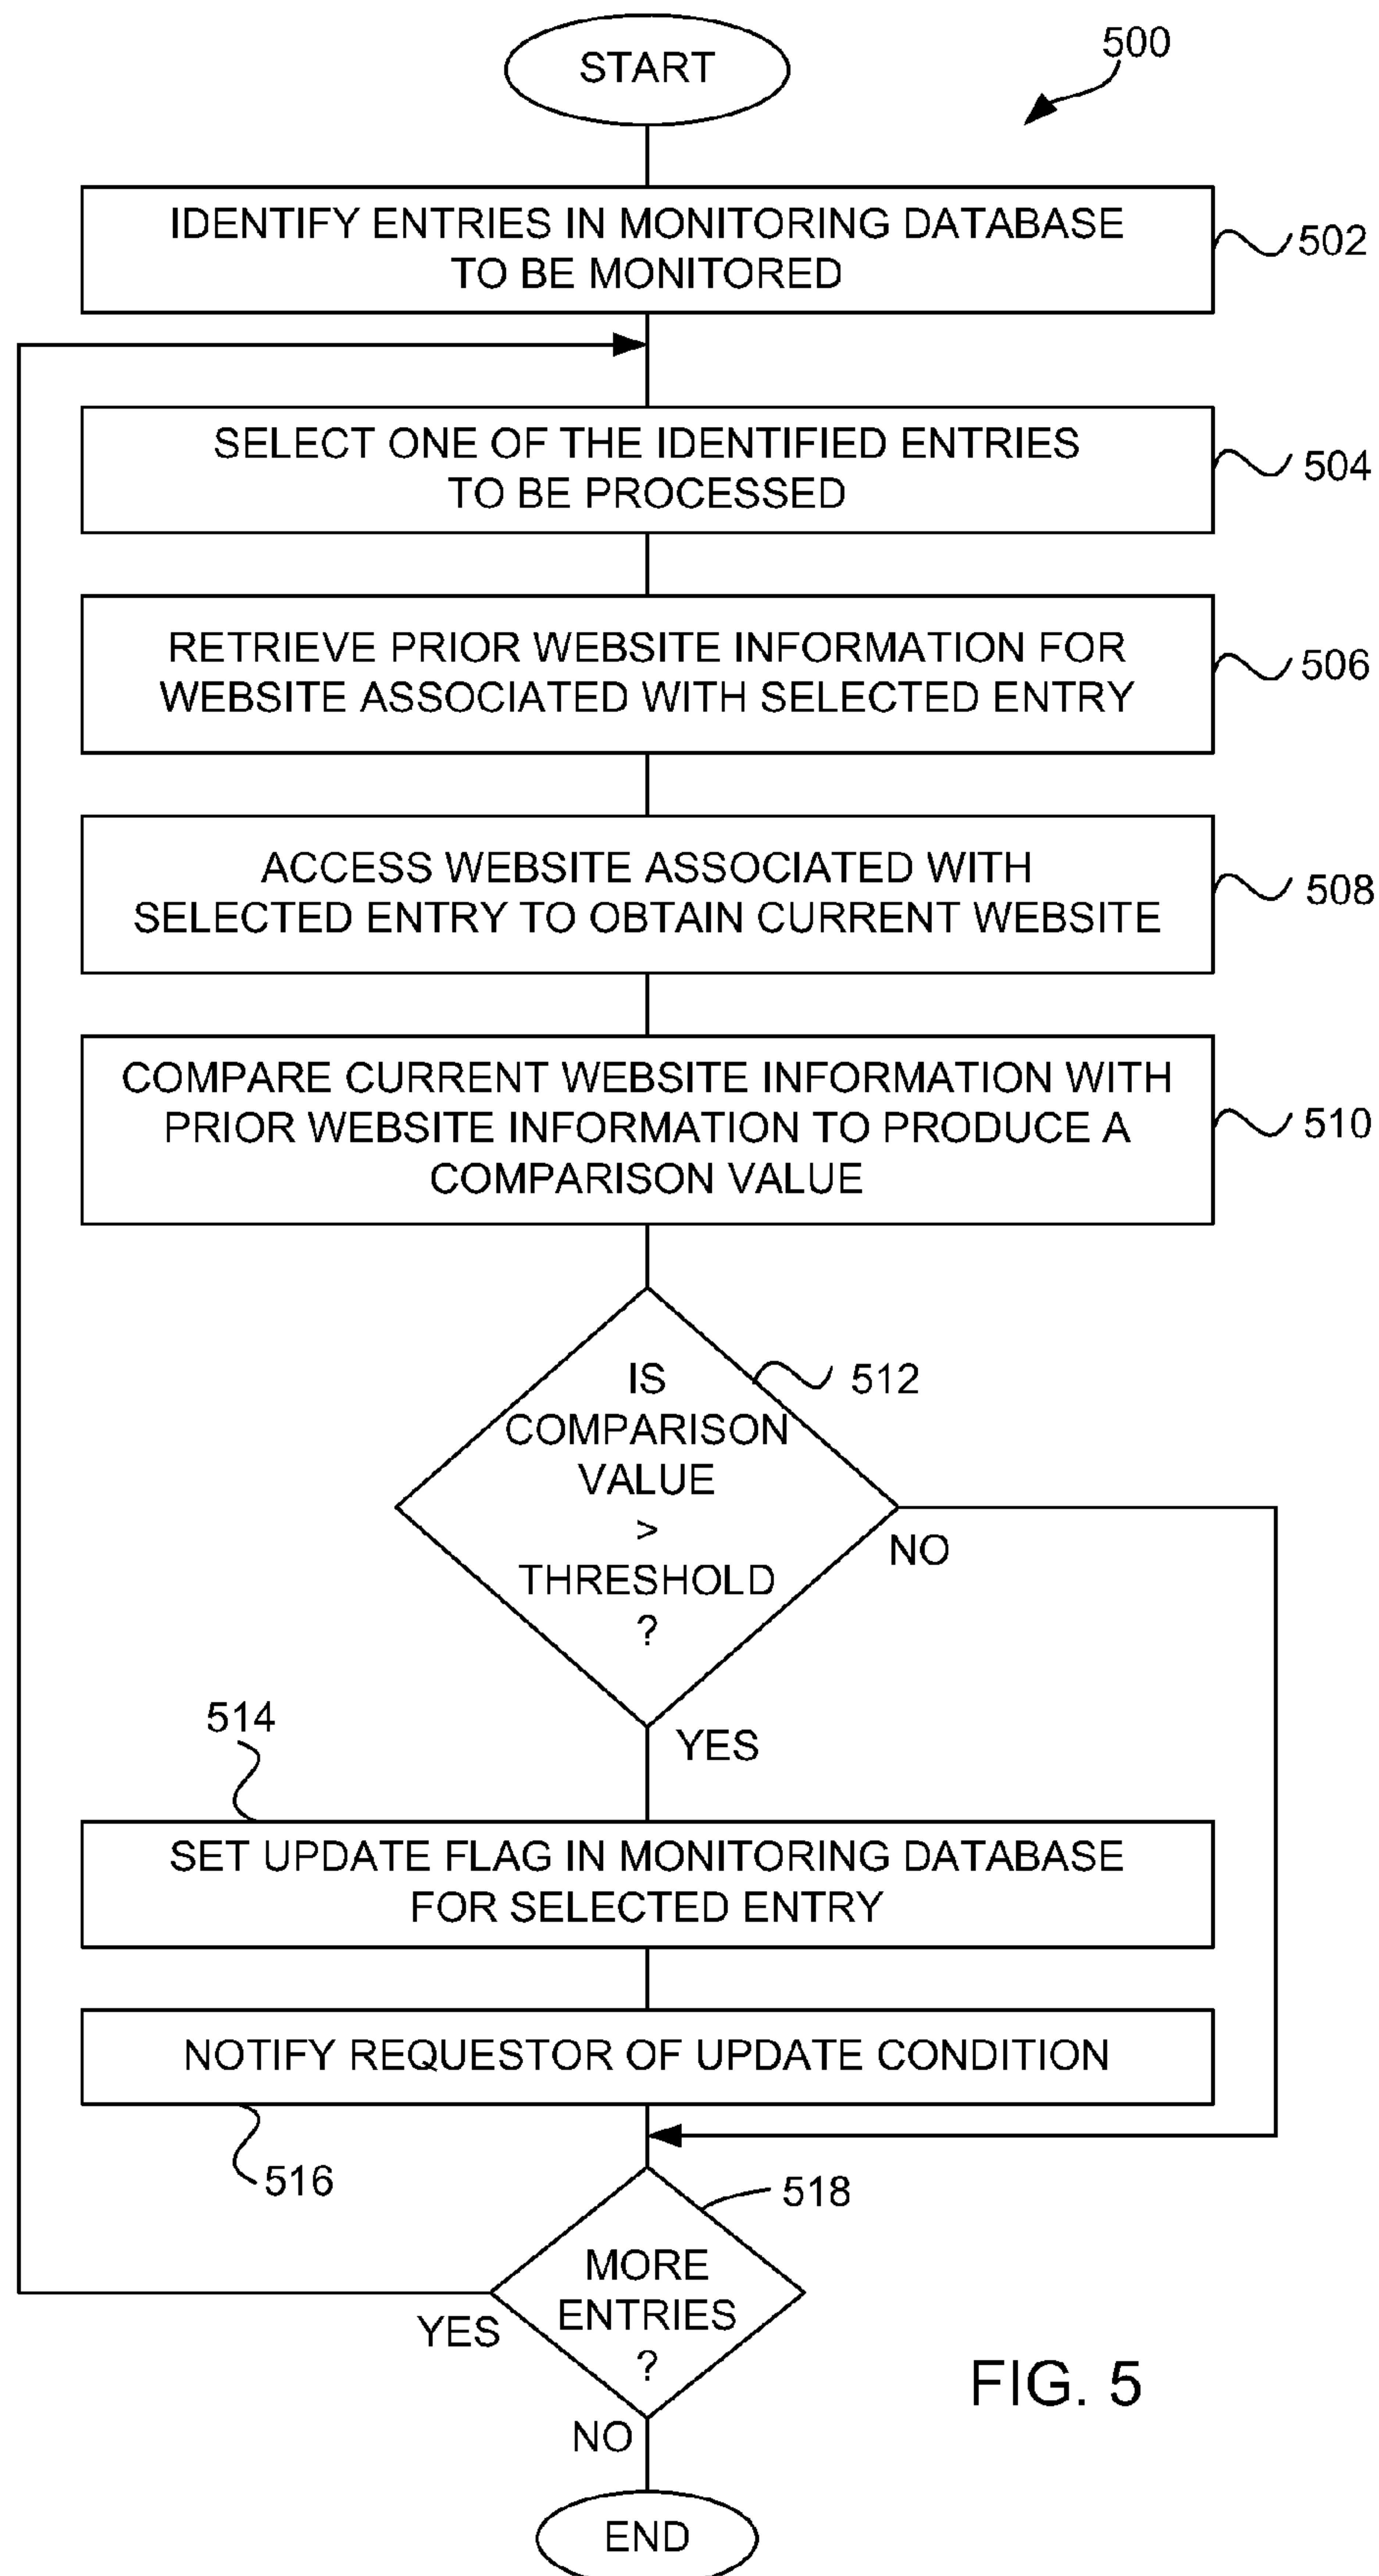 START
500
IDENTIFY ENTRIES IN MONITORING DATABASE
TO BE MONITORED
502
SELECT ONE OF THE IDENTIFIED ENTRIES
TO BE PROCESSED
504
RETRIEVE PRIOR WEBSITE INFORMATION FOR
WEBSITE ASSOCIATED WITH SELECTED ENTRY
506
ACCESS WEBSITE ASSOCIATED WITH
SELECTED ENTRY TO OBTAIN CURRENT WEBSITE
508
COMPARE CURRENT WEBSITE INFORMATION WITH
PRIOR WEBSITE INFORMATION TO PRODUCE A
COMPARISON VALUE
510
IS
COMPARISON
VALUE
>
THRESHOLD
?
512
NO
YES
514
SET UPDATE FLAG IN MONITORING DATABASE
FOR SELECTED ENTRY
NOTIFY REQUESTOR OF UPDATE CONDITION
516
518
MORE
ENTRIES
?
YES
NO
FIG. 5
END